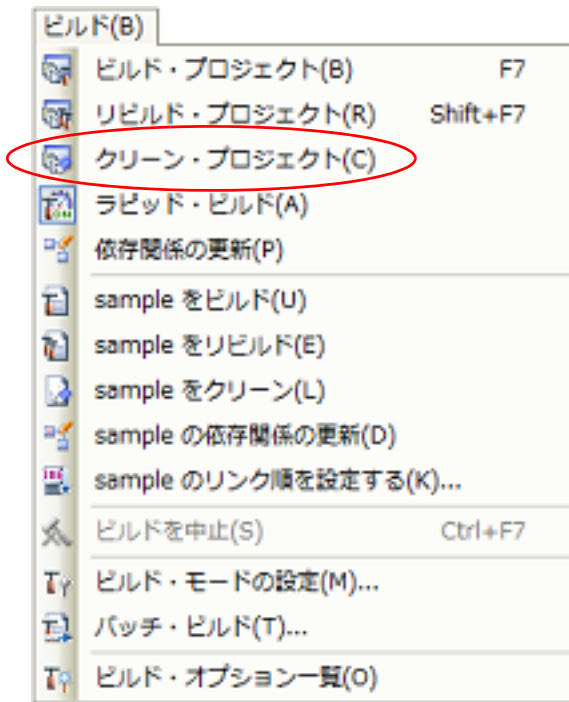 ビルド(B)
ビルド・プロジェクト(B) F7
リビルド・プロジェクト(R) Shift+F7
クリーン・プロジェクト(C)
ラピッド・ビルド(A)
依存関係の更新(P)
sample をビルド(U)
sample をリビルド(E)
sample をクリーン(L)
sample の依存関係の更新(D)
sample のリンク順を設定する(K)...
ビルドを中止(S) Ctrl+F7
ビルド・モードの設定(M)...
バッチ・ビルド(T)...
ビルド・オプション一覧(O)